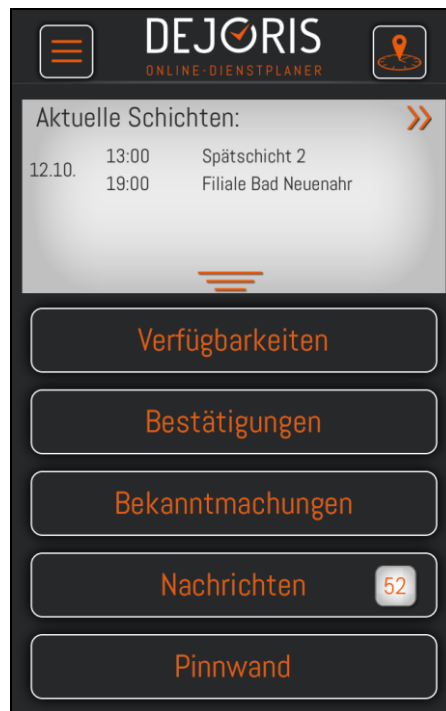 DEJORIS
ONLINE-DIENSTPLANER
Aktuelle Schichten:
12.10. 13:00 Spätschicht 2
19:00 Filiale Bad Neuenahr
Verfügbarkeiten
Bestätigungen
Bekanntmachungen
Nachrichten 52
Pinnwand